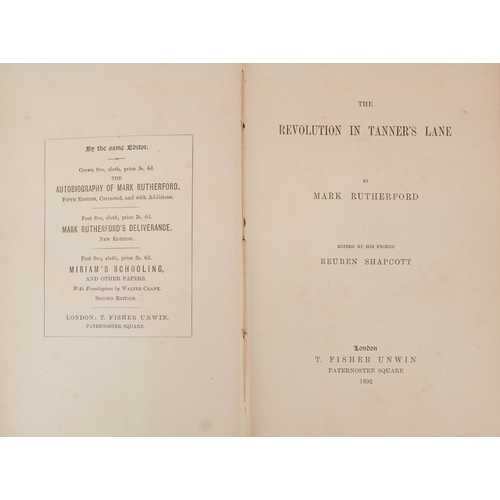 By the same Editor.
Crown 8vo, cloth, price 3s. 6d.
THE
AUTOBIOGRAPHY OF MARK RUTHERFORD,
FIFTH EDITION, Corrected, and with Additions.
Post 8vo, cloth, price 3s. 6d.
MARK RUTHERFORD'S DELIVERANCE,
NEW EDITION.
Post 8vo, cloth, price 3s. 6d.
MIRIAM'S SCHOOLING,
AND OTHER PAPERS.
With Frontispiece by WALTER CRANE.
SECOND EDITION.
LONDON: T. FISHER UNWIN,
PATERNOSTER SQUARE.
THE
REVOLUTION IN TANNER'S LANE
BY
MARK RUTHERFORD
EDITED BY HIS FRIEND
REUBEN SHAPCOTT
London
T. FISHER UNWIN
PATERNOSTER SQUARE
1892